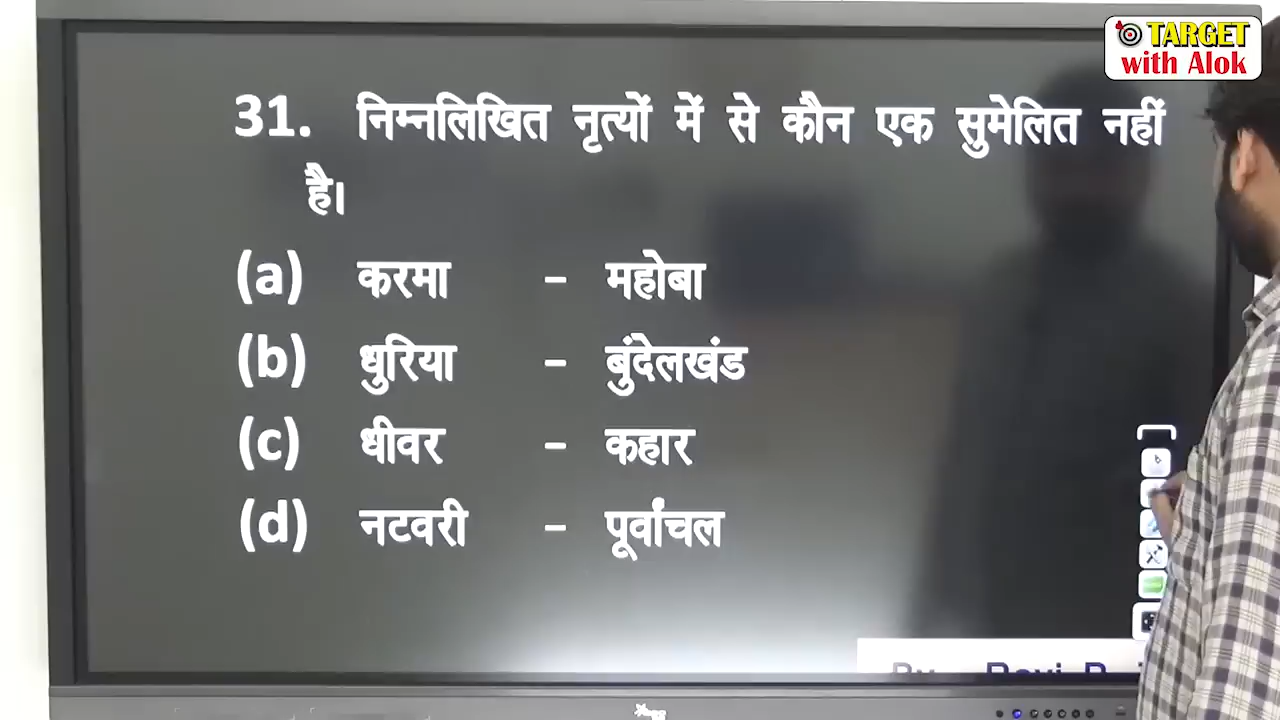 TARGET
with Alok
31. निम्नलिखित नृत्यों में से कौन एक सुमेलित नहीं
है।
(a) करमा – महोबा
(b) धुरिया – बुंदेलखंड
(c) धीवर – कहार
(d) नटवरी – पूर्वांचल